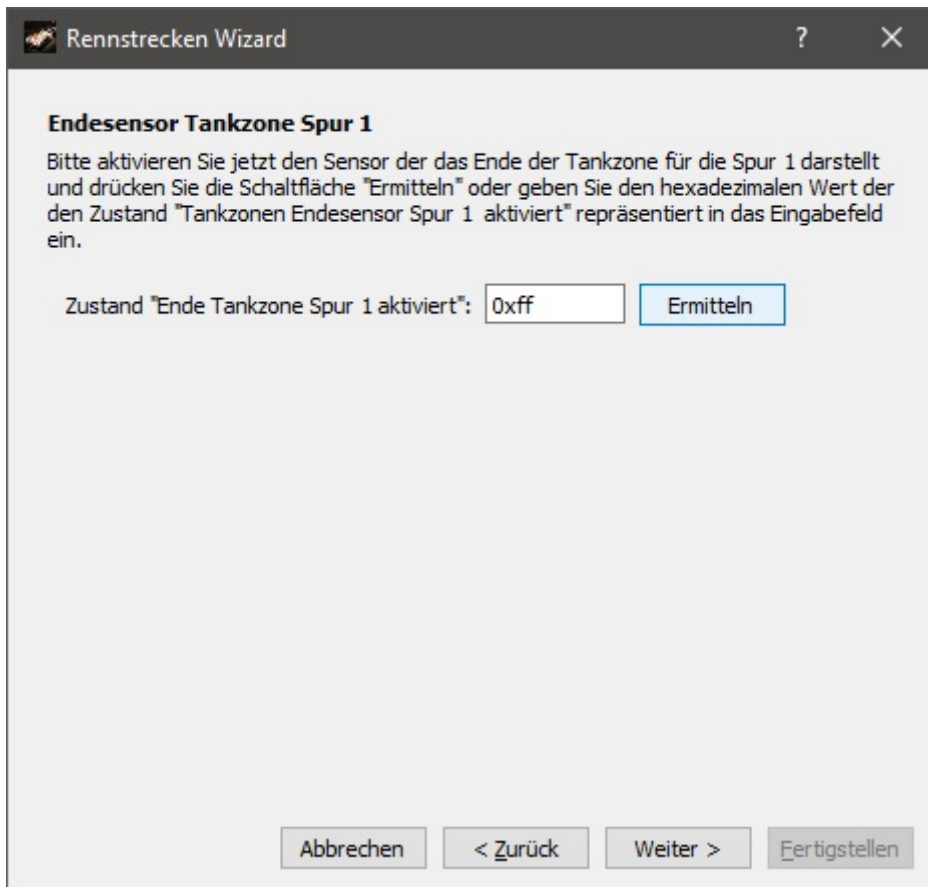 Rennstrecken Wizard ? ×
Endesensor Tankzone Spur 1
Bitte aktivieren Sie jetzt den Sensor der das Ende der Tankzone für die Spur 1 darstellt
und drücken Sie die Schaltfläche "Ermitteln" oder geben Sie den hexadezimalen Wert der
den Zustand "Tankzonen Endesensor Spur 1 aktiviert" repräsentiert in das Eingabefeld
ein.
Zustand "Ende Tankzone Spur 1 aktiviert": 0xff Ermitteln
Abbrechen < Zurück Weiter > Fertigstellen